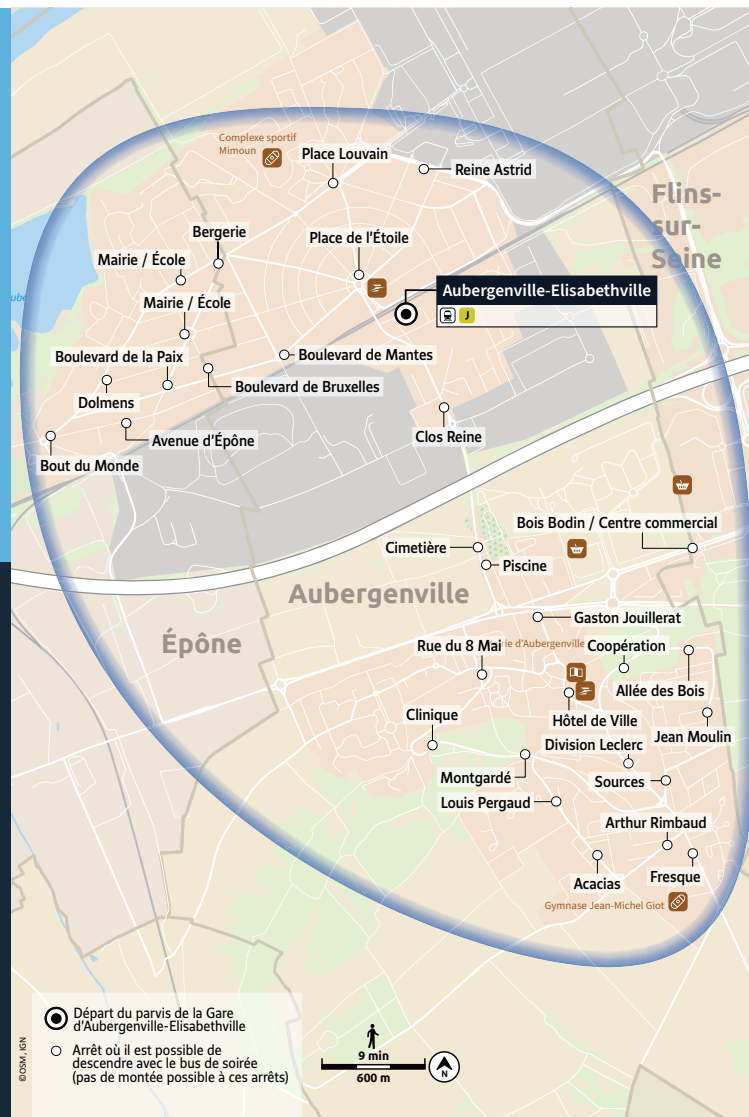 Complexe sportif
Mimoun
Place Louvain
Reine Astrid
Flins-
sur-
Seine
Bergerie
Place de l'Étoile
Mairie / École
Aubergenville-Elisabethville
J
Mairie / École
Boulevard de la Paix
Boulevard de Mantes
Boulevard de Bruxelles
Dolmens
Avenue d'Épône
Clos Reine
Bout du Monde
Bois Bodin / Centre commercial
Cimetière
Piscine
Aubergenville
Gaston Jouillerat
Épône
Rue du 8 Mai
d'Aubergenville
Coopération
Allée des Bois
Clinique
Hôtel de Ville
Jean Moulin
Division Leclerc
Montgardé
Sources
Louis Pergaud
Arthur Rimbaud
Acacias
Fresque
Gymnase Jean-Michel Giot
Départ du parvis de la Gare
d'Aubergenville-Elisabethville
Arrêt où il est possible de
descendre avec le bus de soirée
(pas de montée possible à ces arrêts)
9 min
600 m
N
©OSM, IGN